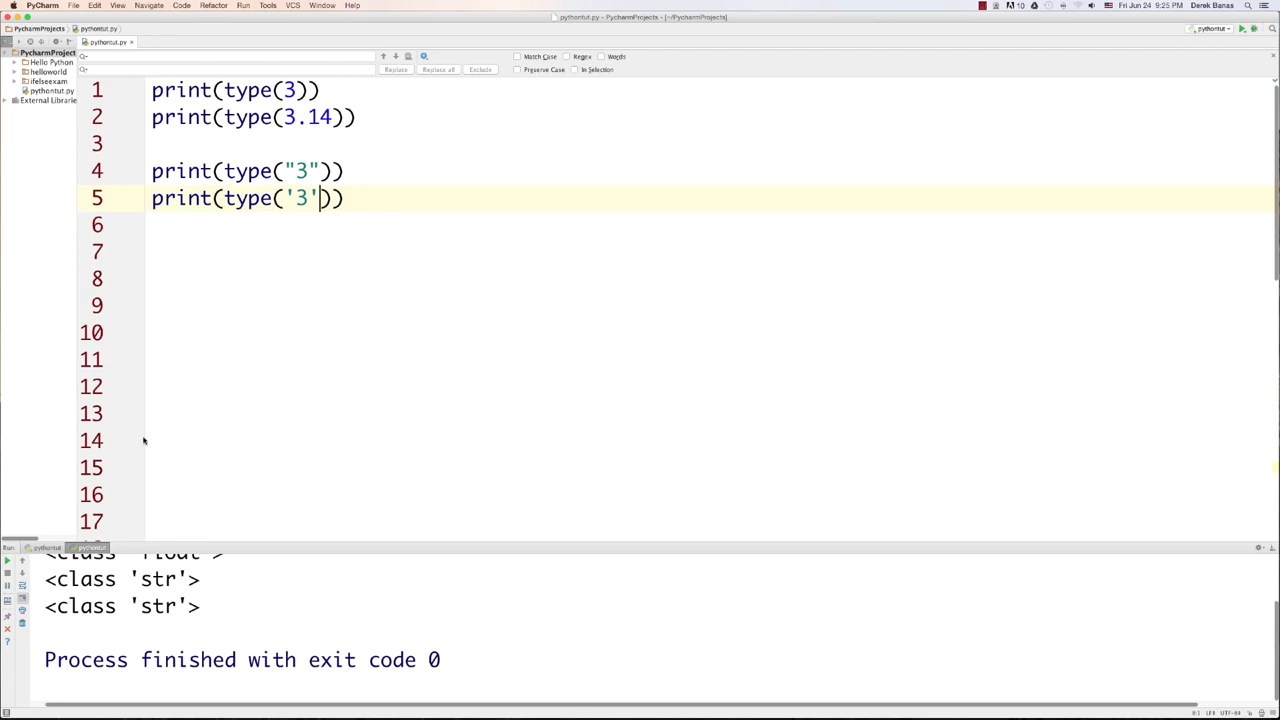 PyCharm File Edit View Navigate Code Refactor Run Tools VCS Window Help 10 Fri Jun 24 9:25 PM Derek Banas
pythontut.py - PycharmProjects - [~/PycharmProjects]
PycharmProjects pythontut.py pythontut
pythontut.py ×
PycharmProject
Hello Python
helloworld
ifelseexam
pythontut.py
External Librarie
Match Case Regex Words
Replace Replace all Exclude Preserve Case In Selection
1 print(type(3))
2 print(type(3.14))
3
4 print(type("3"))
5 print(type('3'))
6
7
8
9
10
11
12
13
14
15
16
17
Run: pythontut pythontut
<class 'float'>
<class 'str'>
<class 'str'>
Process finished with exit code 0
6:1 LF≑ UTF-8≑